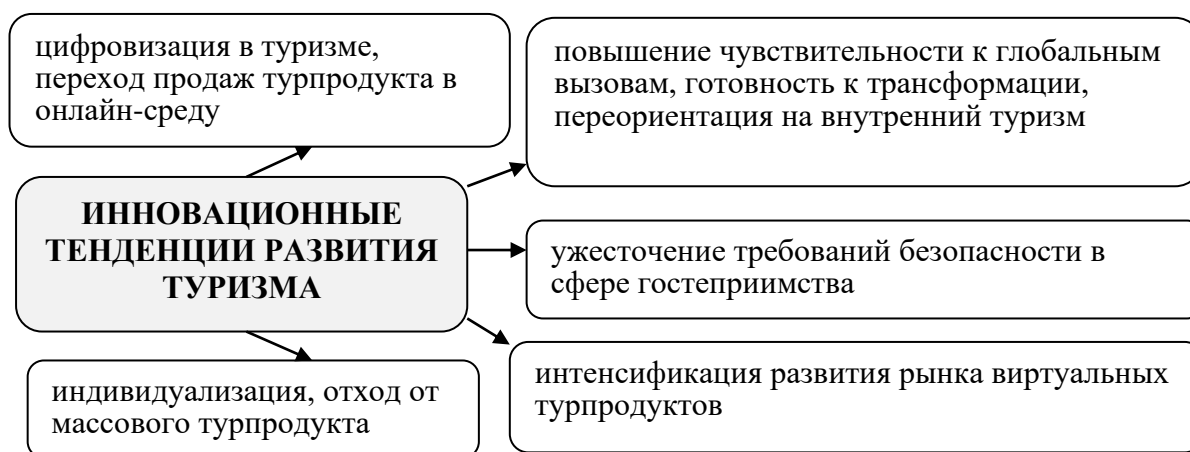 цифровизация в туризме,
переход продаж турпродукта в
онлайн-среду
повышение чувствительности к глобальным
вызовам, готовность к трансформации,
переориентация на внутренний туризм
ИННОВАЦИОННЫЕ
ТЕНДЕНЦИИ РАЗВИТИЯ
ТУРИЗМА
ужесточение требований безопасности в
сфере гостеприимства
индивидуализация, отход от
массового турпродукта
интенсификация развития рынка виртуальных
турпродуктов